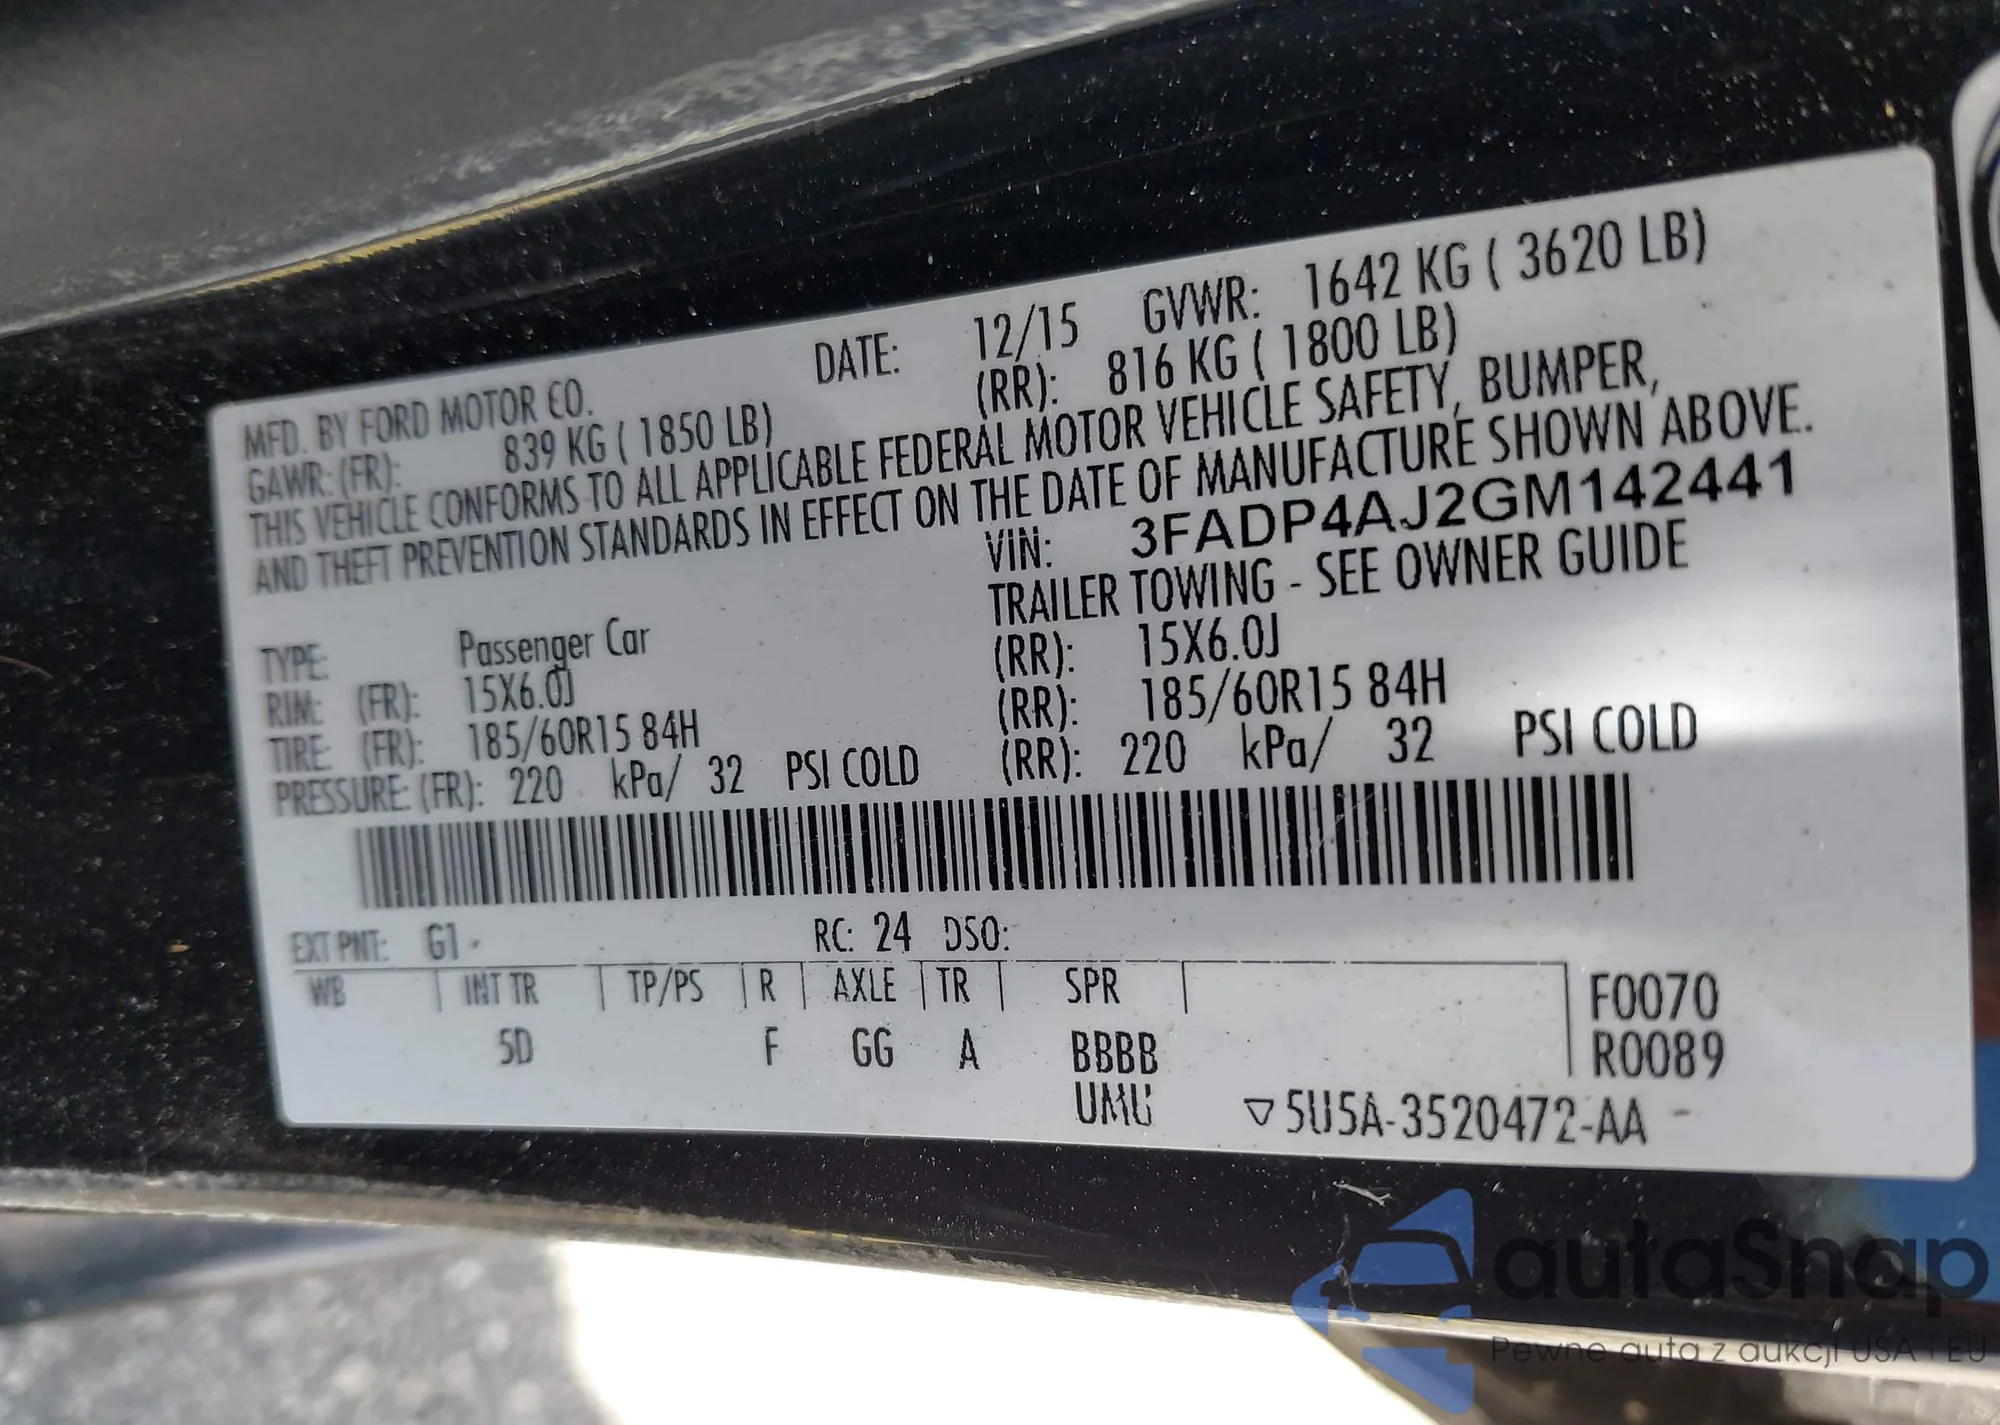 MFD. BY FORD MOTOR CO. DATE: 12/15 GVWR: 1642 KG ( 3620 LB)
GAWR: (FR): 839 KG ( 1850 LB) (RR): 816 KG ( 1800 LB)
THIS VEHICLE CONFORMS TO ALL APPLICABLE FEDERAL MOTOR VEHICLE SAFETY, BUMPER,
AND THEFT PREVENTION STANDARDS IN EFFECT ON THE DATE OF MANUFACTURE SHOWN ABOVE.
VIN: 3FADP4AJ2GM142441
TRAILER TOWING - SEE OWNER GUIDE
TYPE: Passenger Car
RIM: (FR): 15X6.0J (RR): 15X6.0J
TIRE: (FR): 185/60R15 84H (RR): 185/60R15 84H
PRESSURE: (FR): 220 kPa/ 32 PSI COLD (RR): 220 kPa/ 32 PSI COLD
EXT PNT: G1 RC: 24 DSO:
WB INT TR TP/PS R AXLE TR SPR F0070
5D F GG A BBBB R0089
UMU ▽5U5A-3520472-AA
autaSnap
Pewne auta z aukcji USA i EU